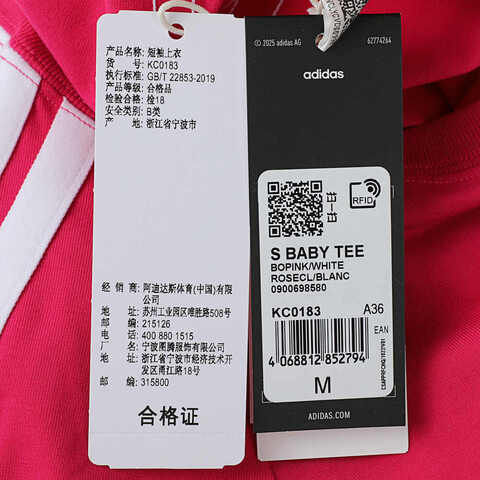 产品名称: 短袖上衣
货 号: KC0183
执行标准: GB/T 22853-2019
产品等级: 合格品
检验合格: 检18
安全类别: B类
产 地: 浙江省宁波市
经 销 商: 阿迪达斯体育(中国)有限
公司
地 址: 苏州工业园区唯胜路508号
邮 编: 215126
电 话: 400 880 1515
厂 名: 宁波图腾服饰有限公司
地 址: 浙江省宁波市经济技术开
发区甬江路18号
邮 编: 315800
合格证
© 2025 adidas AG
62774264
adidas
RFID
S BABY TEE
BOPINK/WHITE
ROSECL/BLANC
0900698580
KC0183 A36
EAN
4 068812 852794
M
ADIDAS.COM